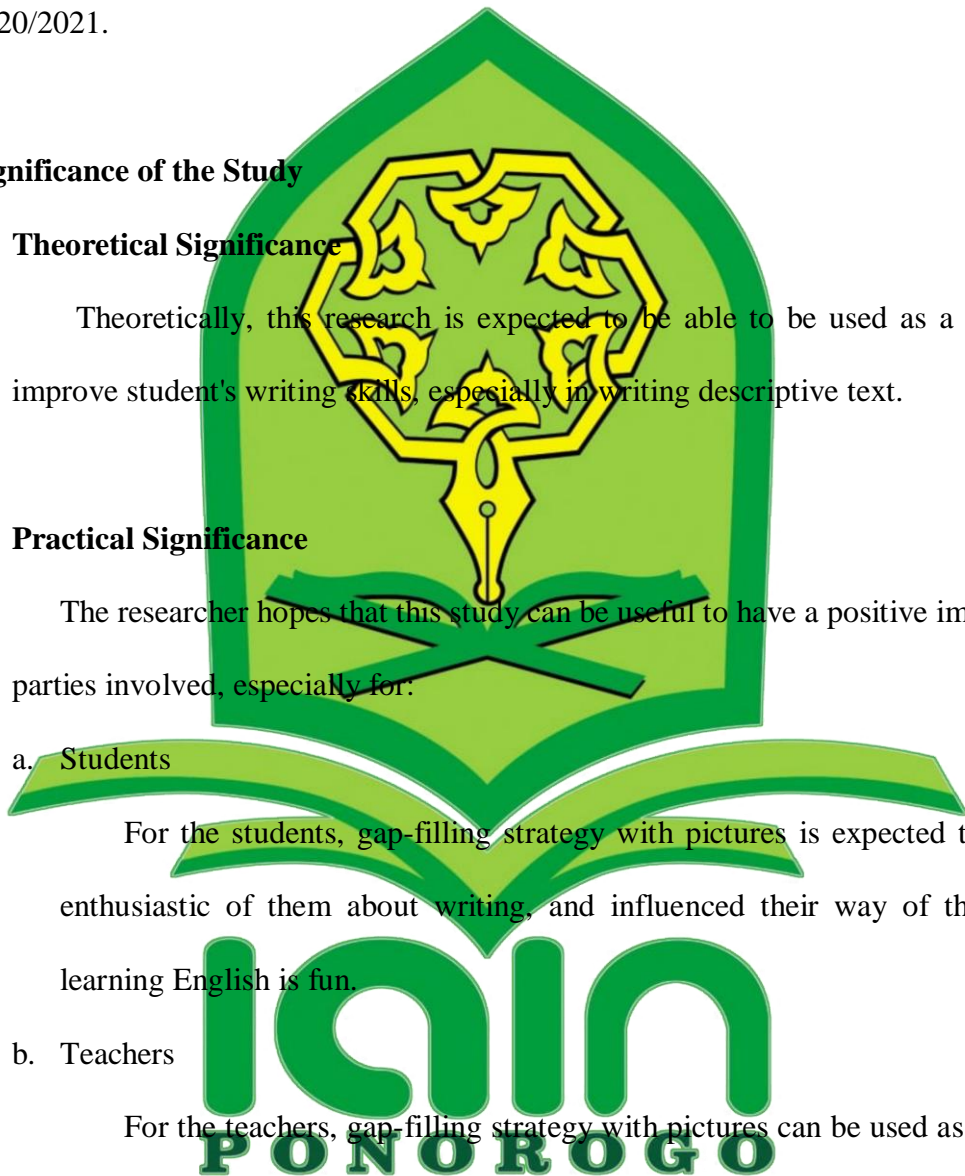 20/2021.
gnificance of the Study
Theoretical Significance
Theoretically, this research is expected to be able to be used as a
improve student's writing skills, especially in writing descriptive text.
Practical Significance
The researcher hopes that this study can be useful to have a positive im
parties involved, especially for:
a. Students
For the students, gap-filling strategy with pictures is expected t
enthusiastic of them about writing, and influenced their way of th
learning English is fun.
b. Teachers
For the teachers, gap-filling strategy with pictures can be used as
iain
PONOROGO